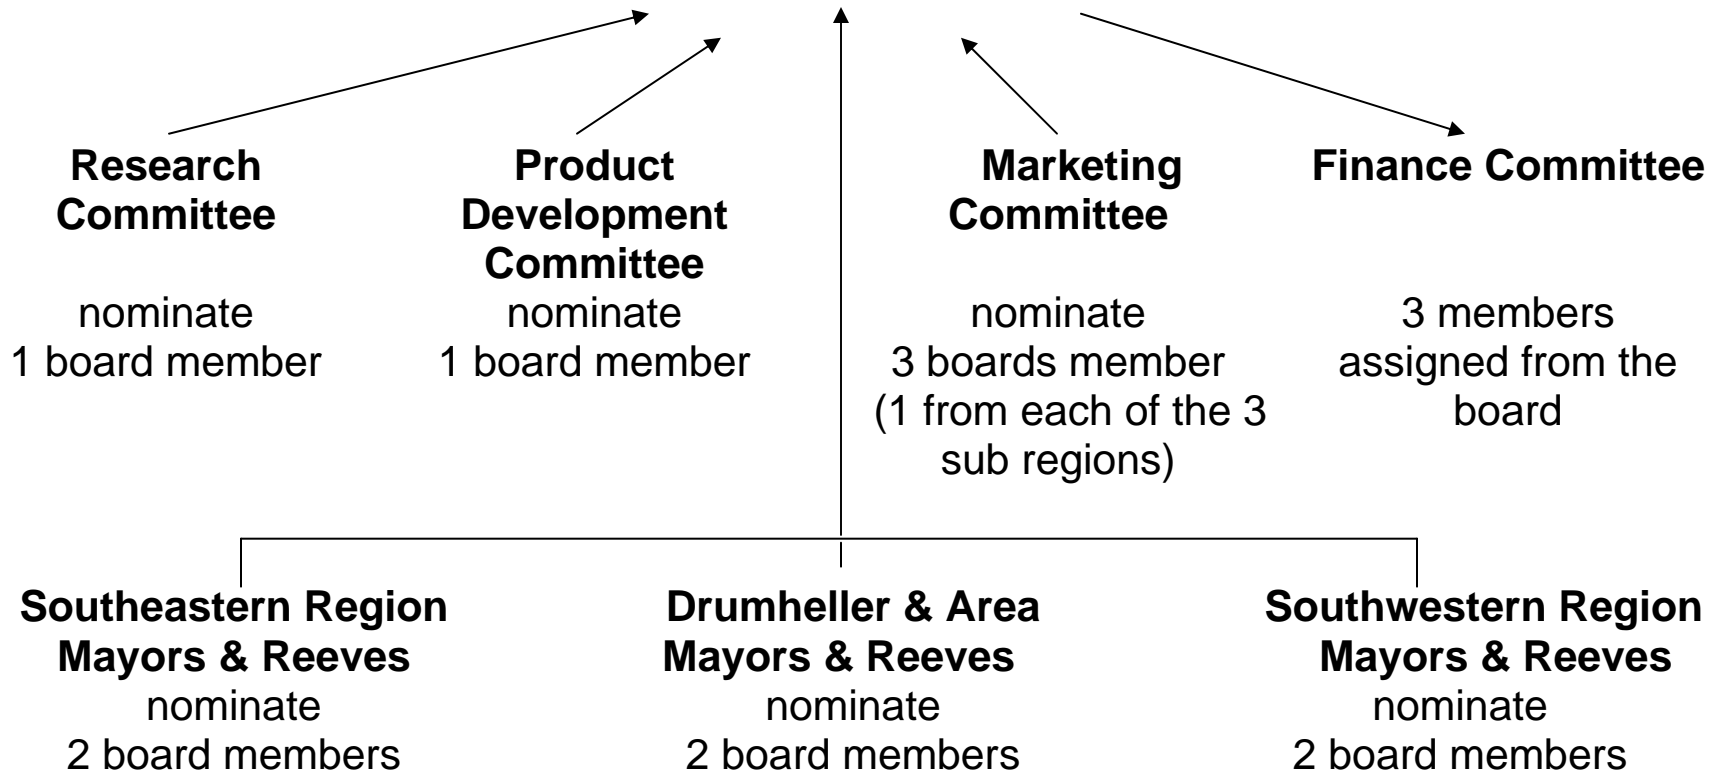 Research
Committee
nominate
1 board member
Product
Development
Committee
nominate
1 board member
Marketing
Committee
nominate
3 boards member
(1 from each of the 3
sub regions)
Finance Committee
3 members
assigned from the
board
Southeastern Region
Mayors & Reeves
nominate
2 board members
Drumheller & Area
Mayors & Reeves
nominate
2 board members
Southwestern Region
Mayors & Reeves
nominate
2 board members